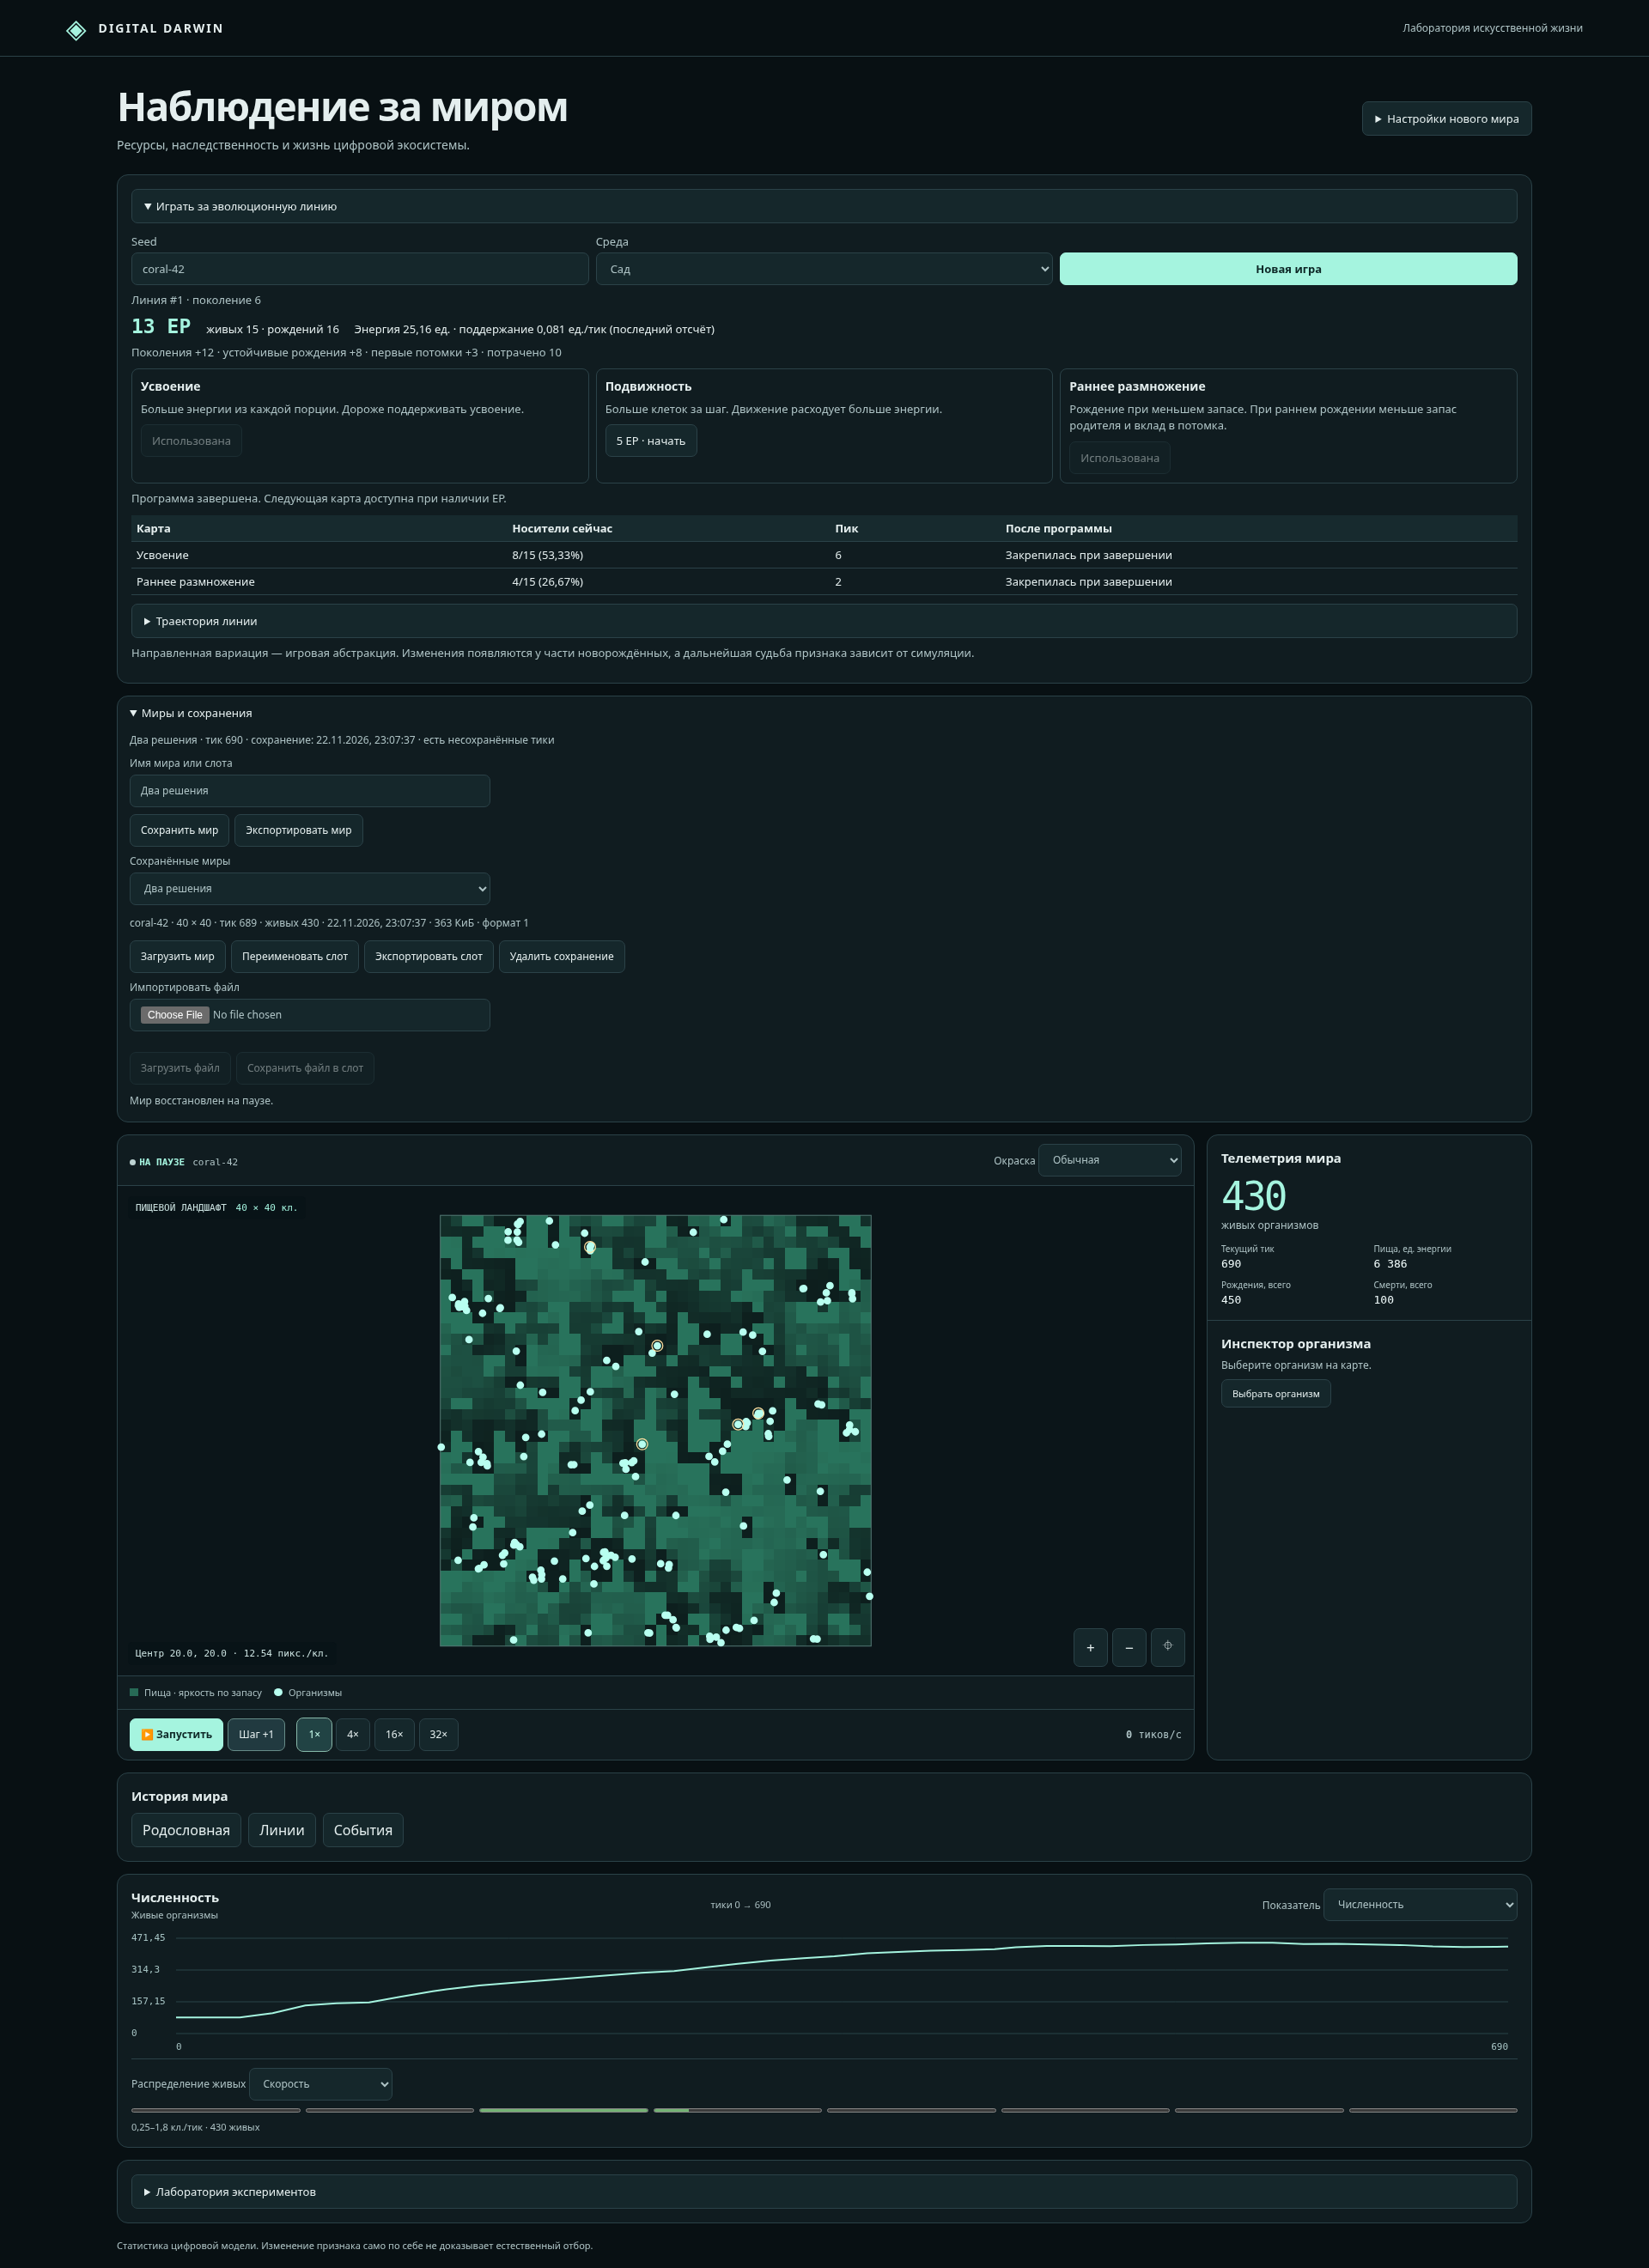 DIGITAL DARWIN
Лаборатория искусственной жизни
Наблюдение за миром
Ресурсы, наследственность и жизнь цифровой экосистемы.
▶ Настройки нового мира
▼ Играть за эволюционную линию
Seed
Среда
coral-42
Сад
Новая игра
Линия #1 · поколение 6
13 EP живых 15 · рождений 16 Энергия 25,16 ед. · поддержание 0,081 ед./тик (последний отсчёт)
Поколения +12 · устойчивые рождения +8 · первые потомки +3 · потрачено 10
Усвоение
Больше энергии из каждой порции. Дороже поддерживать усвоение.
Использована
Подвижность
Больше клеток за шаг. Движение расходует больше энергии.
5 EP · начать
Раннее размножение
Рождение при меньшем запасе. При раннем рождении меньше запас
родителя и вклад в потомка.
Использована
Программа завершена. Следующая карта доступна при наличии EP.
Карта Носители сейчас Пик После программы
Усвоение 8/15 (53,33%) 6 Закрепилась при завершении
Раннее размножение 4/15 (26,67%) 2 Закрепилась при завершении
▶ Траектория линии
Направленная вариация — игровая абстракция. Изменения появляются у части новорождённых, а дальнейшая судьба признака зависит от симуляции.
▼ Миры и сохранения
Два решения · тик 690 · сохранение: 22.11.2026, 23:07:37 · есть несохранённые тики
Имя мира или слота
Два решения
Сохранить мир Экспортировать мир
Сохранённые миры
Два решения
coral-42 · 40 × 40 · тик 689 · живых 430 · 22.11.2026, 23:07:37 · 363 КиБ · формат 1
Загрузить мир Переименовать слот Экспортировать слот Удалить сохранение
Импортировать файл
Choose File No file chosen
Загрузить файл Сохранить файл в слот
Мир восстановлен на паузе.
НА ПАУЗЕ coral-42
Окраска Обычная
ПИЩЕВОЙ ЛАНДШАФТ 40 × 40 кл.
Центр 20.0, 20.0 · 12.54 пикс./кл.
+ −
Пища · яркость по запасу Организмы
Запустить Шаг +1 1× 4× 16× 32×
0 тиков/с
Телеметрия мира
430
живых организмов
Текущий тик Пища, ед. энергии
690 6 386
Рождения, всего Смерти, всего
450 100
Инспектор организма
Выберите организм на карте.
Выбрать организм
История мира
Родословная Линии События
Численность
Живые организмы
тики 0 → 690
Показатель Численность
471,45
314,3
157,15
0
0 690
Распределение живых Скорость
0,25–1,8 кл./тик · 430 живых
▶ Лаборатория экспериментов
Статистика цифровой модели. Изменение признака само по себе не доказывает естественный отбор.